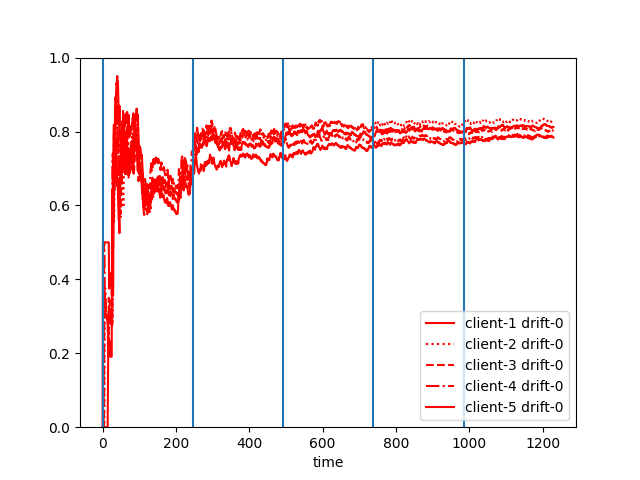 1.0
0.8
0.6
0.4
0.2
0.0
client-1 drift-0
client-2 drift-0
client-3 drift-0
client-4 drift-0
client-5 drift-0
0 200 400 600 800 1000 1200
time